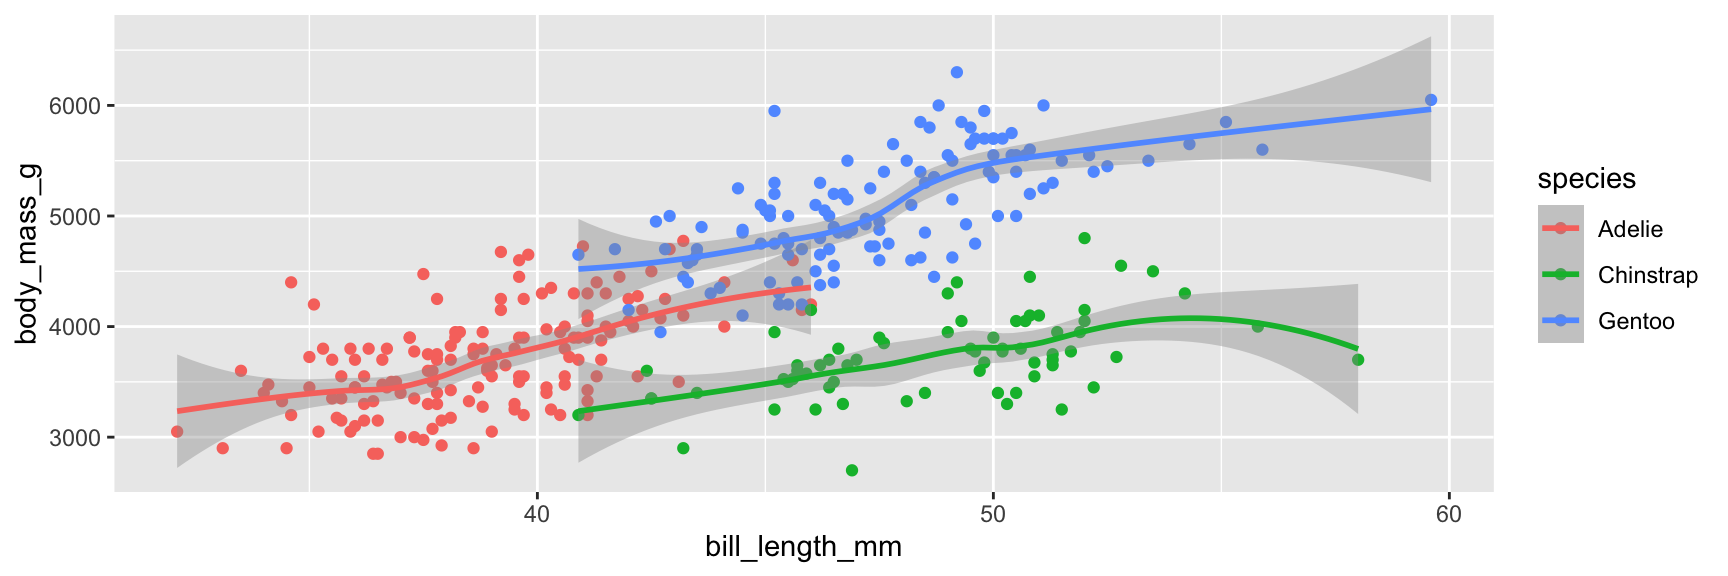 body_mass_g
6000
5000
4000
3000
40 50 60
bill_length_mm
species
Adelie
Chinstrap
Gentoo